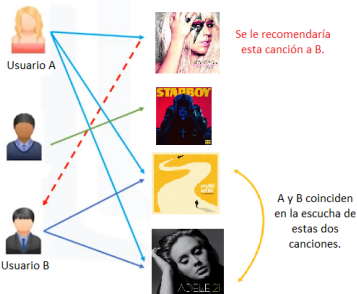 Usuario A
Usuario B
Se le recomendaría
esta canción a B.
STARBOY
ADELE 21
A y B coinciden
en la escucha de
estas dos
canciones.